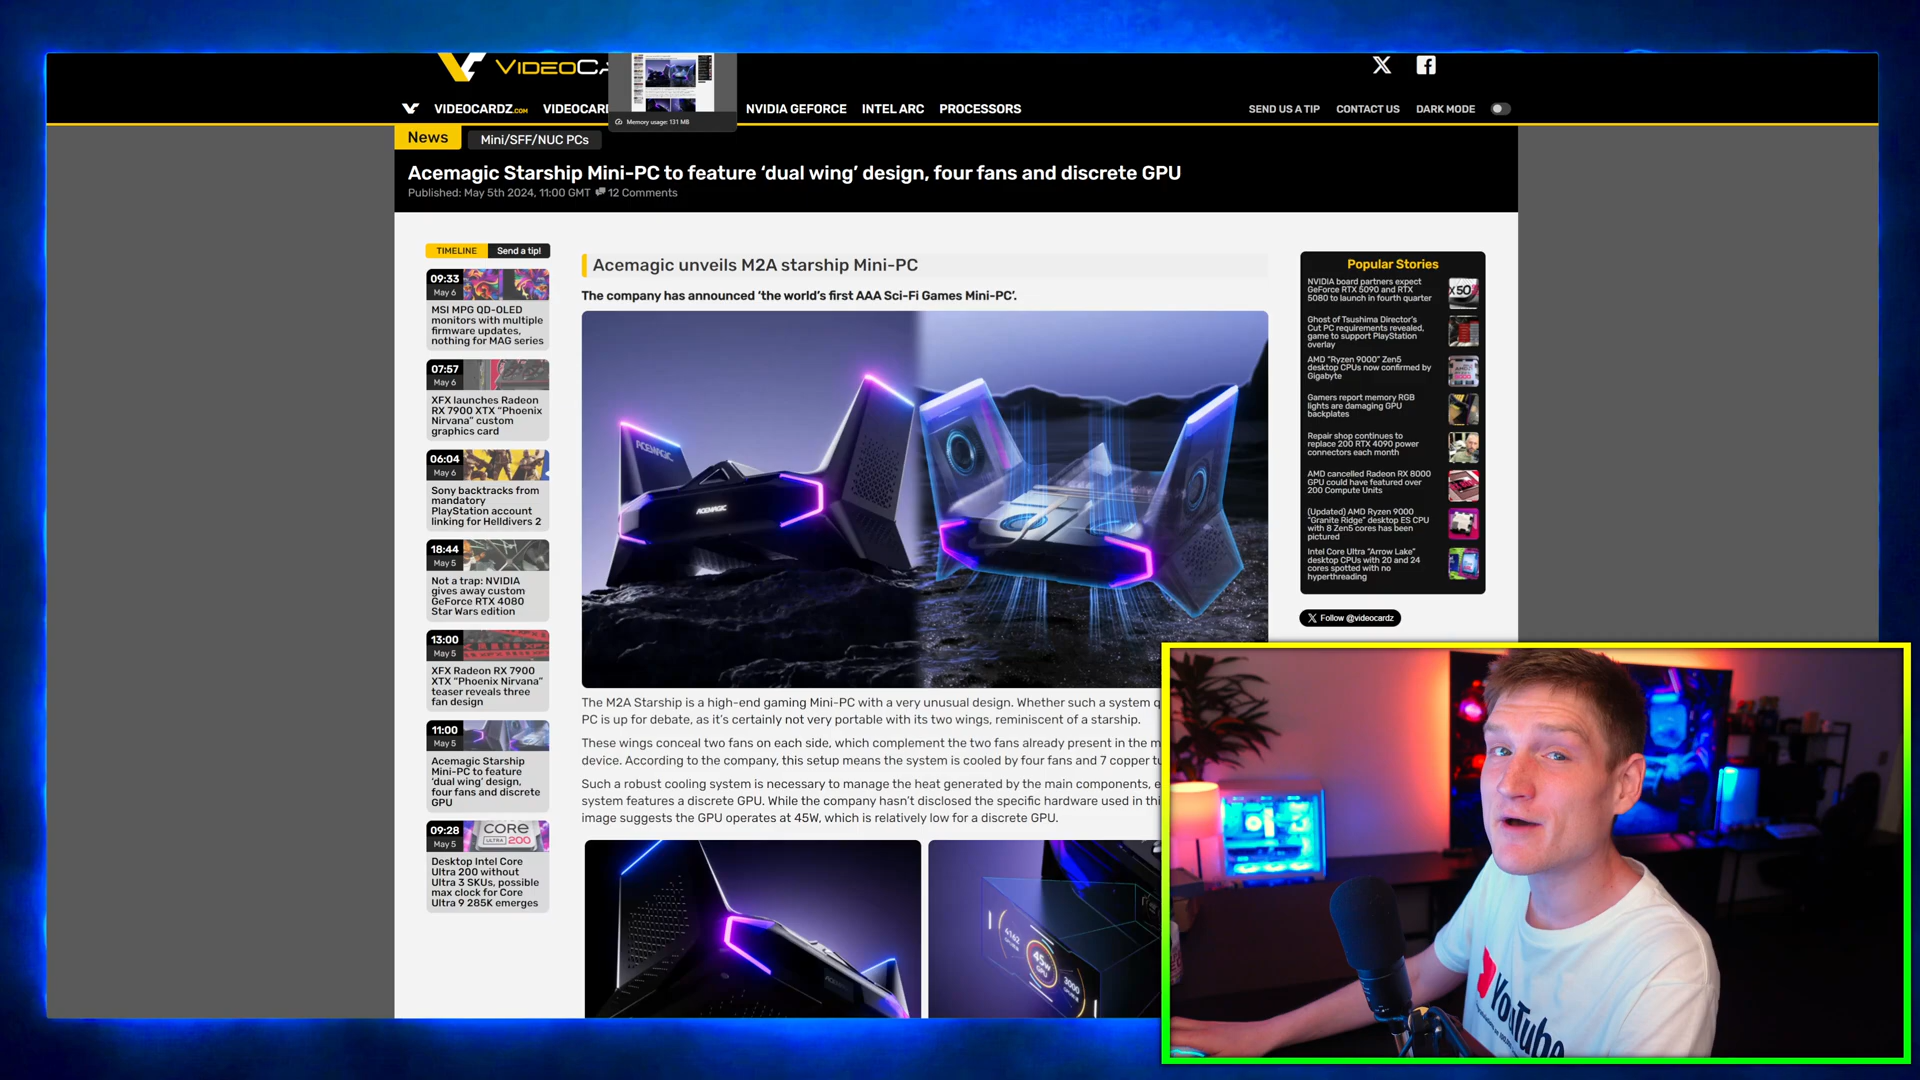 VIDEOCA
Memory usage: 131 MB
VIDEOCARDZ.COM
VIDEOCARD
NVIDIA GEFORCE
INTEL ARC
PROCESSORS
SEND US A TIP
CONTACT US
DARK MODE
News
Mini/SFF/NUC PCs
Acemagic Starship Mini-PC to feature ‘dual wing’ design, four fans and discrete GPU
Published: May 5th 2024, 11:00 GMT 12 Comments
TIMELINE
Send a tip!
09:33
May 6
MSI MPG QD-OLED
monitors with multiple
firmware updates,
nothing for MAG series
07:57
May 6
XFX launches Radeon
RX 7900 XTX “Phoenix
Nirvana” custom
graphics card
06:04
May 6
Sony backtracks from
mandatory
PlayStation account
linking for Helldivers 2
18:44
May 5
Not a trap: NVIDIA
gives away custom
GeForce RTX 4080
Star Wars edition
13:00
May 5
XFX Radeon RX 7900
XTX “Phoenix Nirvana”
teaser reveals three
fan design
11:00
May 5
Acemagic Starship
Mini-PC to feature
‘dual wing’ design,
four fans and discrete
GPU
09:28
May 5
CORE
ULTRA 200
Desktop Intel Core
Ultra 200 without
Ultra 3 SKUs, possible
max clock for Core
Ultra 9 285K emerges
Acemagic unveils M2A starship Mini-PC
The company has announced ‘the world’s first AAA Sci-Fi Games Mini-PC’.
ACEMAGIC
ACEMAGIC
The M2A Starship is a high-end gaming Mini-PC with a very unusual design. Whether such a system q
PC is up for debate, as it’s certainly not very portable with its two wings, reminiscent of a starship.
These wings conceal two fans on each side, which complement the two fans already present in the m
device. According to the company, this setup means the system is cooled by four fans and 7 copper tu
Such a robust cooling system is necessary to manage the heat generated by the main components, e
system features a discrete GPU. While the company hasn’t disclosed the specific hardware used in thi
image suggests the GPU operates at 45W, which is relatively low for a discrete GPU.
ACEMAGIC
4142
45W
GPU
3000
Popular Stories
NVIDIA board partners expect
GeForce RTX 5090 and RTX
5080 to launch in fourth quarter
X50
Ghost of Tsushima Director’s
Cut PC requirements revealed,
game to support PlayStation
overlay
AMD “Ryzen 9000” Zen5
desktop CPUs now confirmed by
Gigabyte
Gamers report memory RGB
lights are damaging GPU
backplates
Repair shop continues to
replace 200 RTX 4090 power
connectors each month
AMD cancelled Radeon RX 8000
GPU could have featured over
200 Compute Units
(Updated) AMD Ryzen 9000
“Granite Ridge” desktop ES CPU
with 8 Zen5 cores has been
pictured
Intel Core Ultra “Arrow Lake”
desktop CPUs with 20 and 24
cores spotted with no
hyperthreading
Follow @videocardz
YouTube